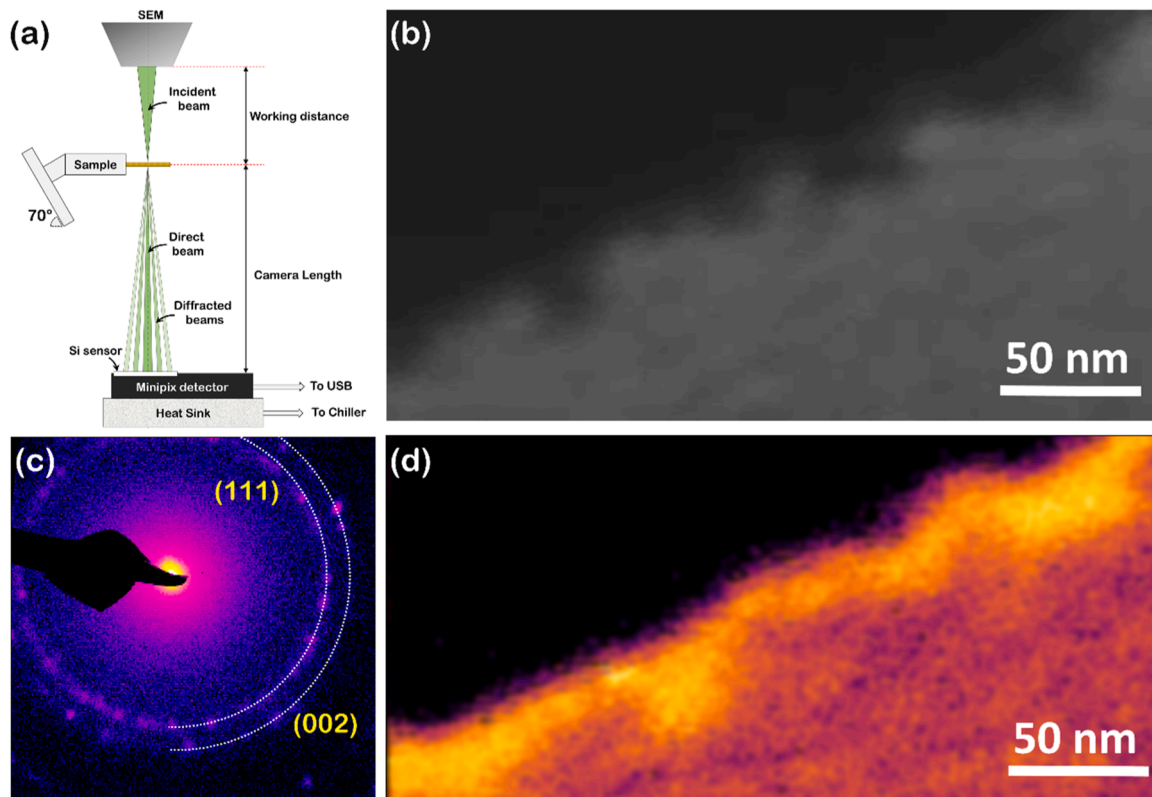 (a)
SEM
Incident
beam
Working distance
Sample
70°
Direct
beam
Camera Length
Diffracted
beams
Si sensor
Minipix detector
To USB
Heat Sink
To Chiller
(b)
50 nm
(c)
(111)
(002)
(d)
50 nm